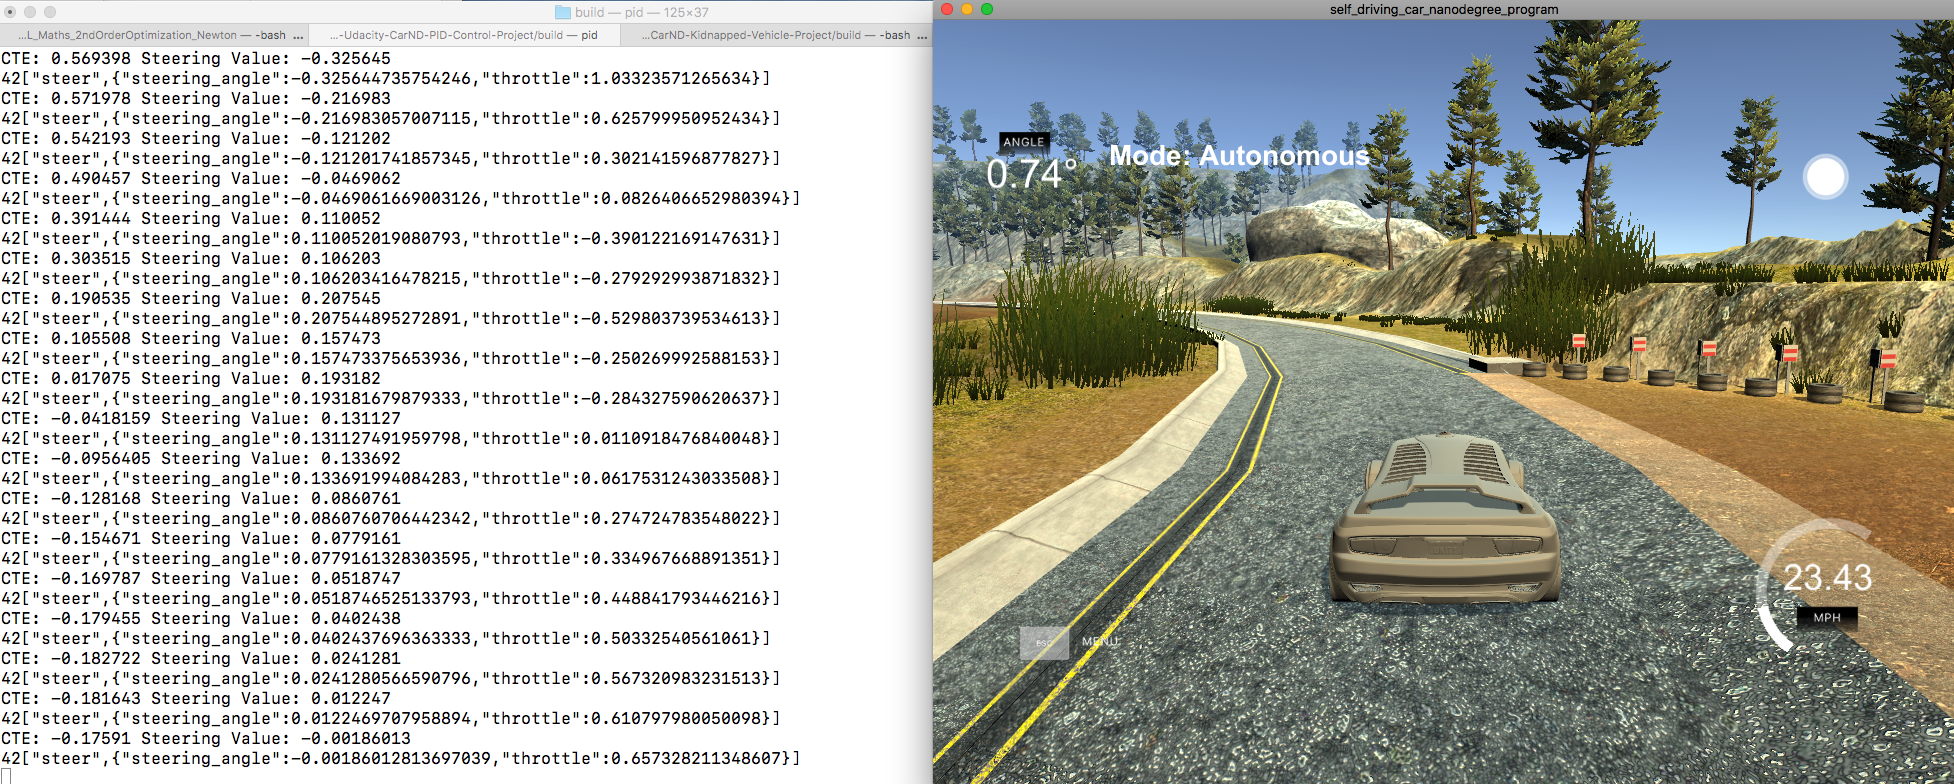 build — pid — 125×37
...L_Maths_2ndOrderOptimization_Newton — -bash ...
...-Udacity-CarND-PID-Control-Project/build — pid
...CarND-Kidnapped-Vehicle-Project/build — -bash ...
CTE: 0.569398 Steering Value: -0.325645
42["steer",{"steering_angle":-0.325644735754246,"throttle":1.03323571265634}]
CTE: 0.571978 Steering Value: -0.216983
42["steer",{"steering_angle":-0.216983057007115,"throttle":0.625799950952434}]
CTE: 0.542193 Steering Value: -0.121202
42["steer",{"steering_angle":-0.121201741857345,"throttle":0.302141596877827}]
CTE: 0.490457 Steering Value: -0.0469062
42["steer",{"steering_angle":-0.0469061669003126,"throttle":0.0826406652980394}]
CTE: 0.391444 Steering Value: 0.110052
42["steer",{"steering_angle":0.110052019080793,"throttle":-0.390122169147631}]
CTE: 0.303515 Steering Value: 0.106203
42["steer",{"steering_angle":0.106203416478215,"throttle":-0.279292993871832}]
CTE: 0.190535 Steering Value: 0.207545
42["steer",{"steering_angle":0.207544895272891,"throttle":-0.529803739534613}]
CTE: 0.105508 Steering Value: 0.157473
42["steer",{"steering_angle":0.157473375653936,"throttle":-0.250269992588153}]
CTE: 0.017075 Steering Value: 0.193182
42["steer",{"steering_angle":0.193181679879333,"throttle":-0.284327590620637}]
CTE: -0.0418159 Steering Value: 0.131127
42["steer",{"steering_angle":0.131127491959798,"throttle":0.0110918476840048}]
CTE: -0.0956405 Steering Value: 0.133692
42["steer",{"steering_angle":0.133691994084283,"throttle":0.0617531243033508}]
CTE: -0.128168 Steering Value: 0.0860761
42["steer",{"steering_angle":0.0860760706442342,"throttle":0.274724783548022}]
CTE: -0.154671 Steering Value: 0.0779161
42["steer",{"steering_angle":0.0779161328303595,"throttle":0.334967668891351}]
CTE: -0.169787 Steering Value: 0.0518747
42["steer",{"steering_angle":0.0518746525133793,"throttle":0.448841793446216}]
CTE: -0.179455 Steering Value: 0.0402438
42["steer",{"steering_angle":0.0402437696363333,"throttle":0.50332540561061}]
CTE: -0.182722 Steering Value: 0.0241281
42["steer",{"steering_angle":0.0241280566590796,"throttle":0.567320983231513}]
CTE: -0.181643 Steering Value: 0.012247
42["steer",{"steering_angle":0.0122469707958894,"throttle":0.610797980050098}]
CTE: -0.17591 Steering Value: -0.00186013
42["steer",{"steering_angle":-0.00186012813697039,"throttle":0.657328211348607}]
self_driving_car_nanodegree_program
ANGLE
0.74°
Mode: Autonomous
23.43
MPH
ESC
MENU